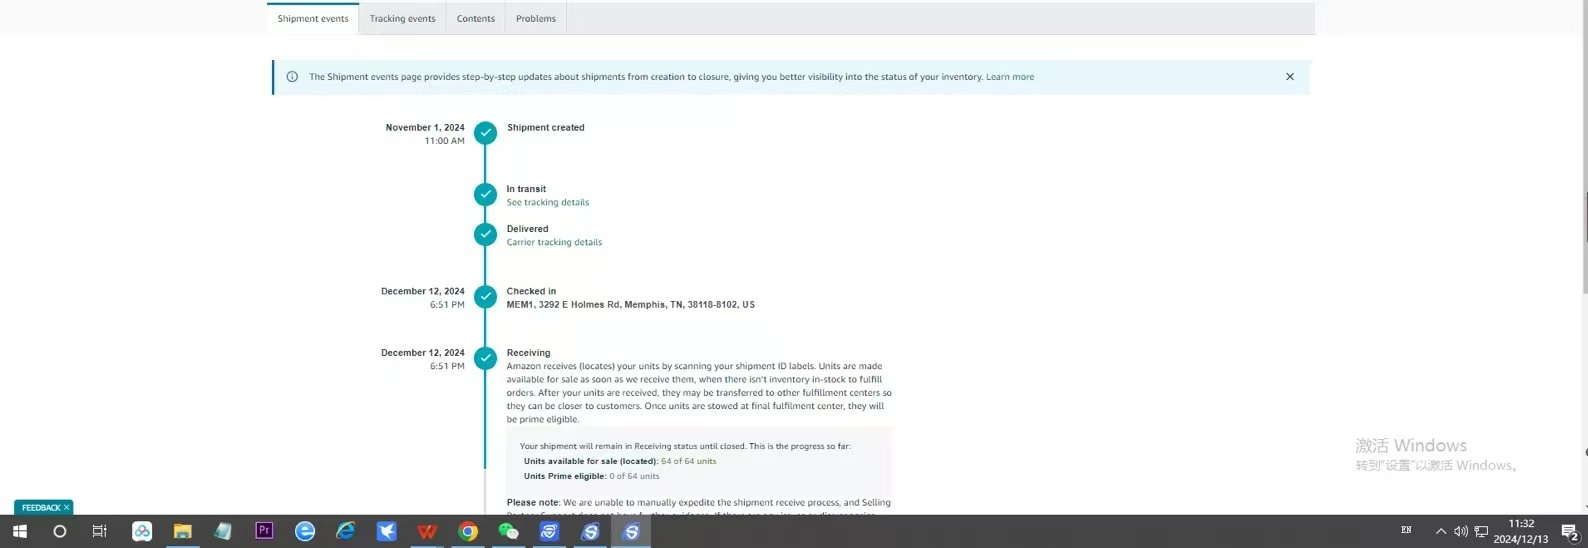 Shipment events
Tracking events
Contents
Problems
The Shipment events page provides step-by-step updates about shipments from creation to closure, giving you better visibility into the status of your inventory. Learn more
November 1, 2024
11:00 AM
Shipment created
In transit
See tracking details
Delivered
Carrier tracking details
December 12, 2024
6:51 PM
Checked in
MEM1, 3292 E Holmes Rd, Memphis, TN, 38118-8102, US
December 12, 2024
6:51 PM
Receiving
Amazon receives (locates) your units by scanning your shipment ID labels. Units are made
available for sale as soon as we receive them, when there isn't inventory in-stock to fulfill
orders. After your units are received, they may be transferred to other fulfillment centers so
they can be closer to customers. Once units are stowed at final fulfilment center, they will
be prime eligible.
Your shipment will remain in Receiving status until closed. This is the progress so far:
Units available for sale (located): 64 of 64 units
Units Prime eligible: 0 of 64 units
Please note: We are unable to manually expedite the shipment receive process, and Selling
激活 Windows
转到"设置"以激活 Windows。
FEEDBACK
Pr
EN
11:32
2024/12/13
2